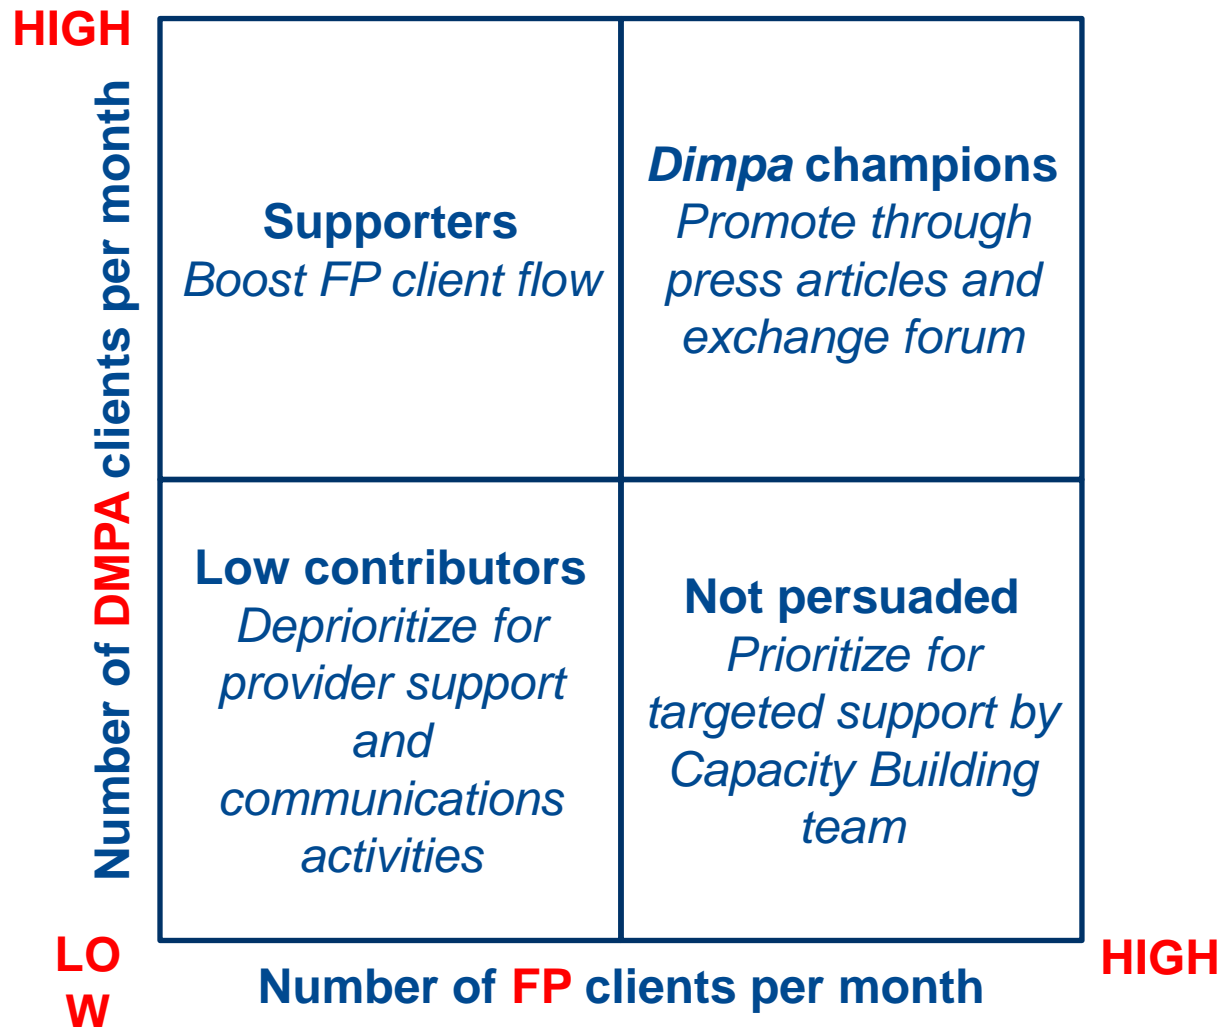 HIGH
Number of DMPA clients per month
Supporters
Boost FP client flow
Dimpa champions
Promote through
press articles and
exchange forum
Low contributors
Deprioritize for
provider support
and
communications
activities
Not persuaded
Prioritize for
targeted support by
Capacity Building
team
LO
W
Number of FP clients per month
HIGH